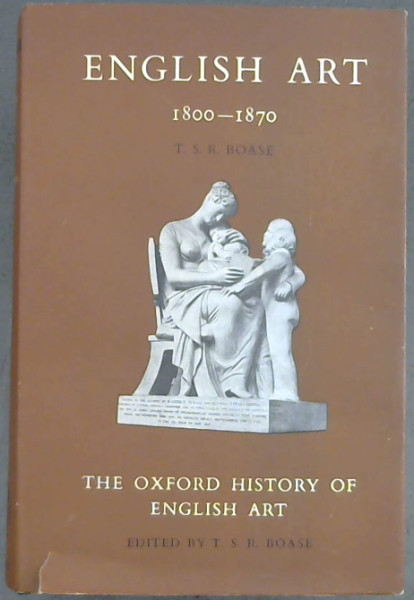 ENGLISH ART
1800—1870
T. S. R. BOASE
THE OXFORD HISTORY OF
ENGLISH ART
EDITED BY T. S. R. BOASE